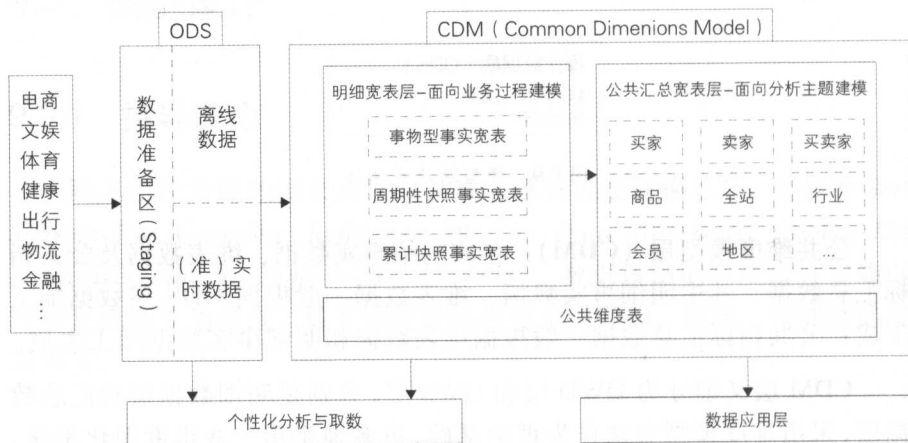 ODS
CDM ( Common Dimenions Model )
电商
文娱
体育
健康
出行
物流
金融
⋮
数据准备区(Staging)
离线
数据
(准)实
时数据
明细宽表层-面向业务过程建模
事物型事实宽表
周期性快照事实宽表
累计快照事实宽表
公共汇总宽表层-面向分析主题建模
买家
卖家
买卖家
商品
全站
行业
会员
地区
...
公共维度表
个性化分析与取数
数据应用层